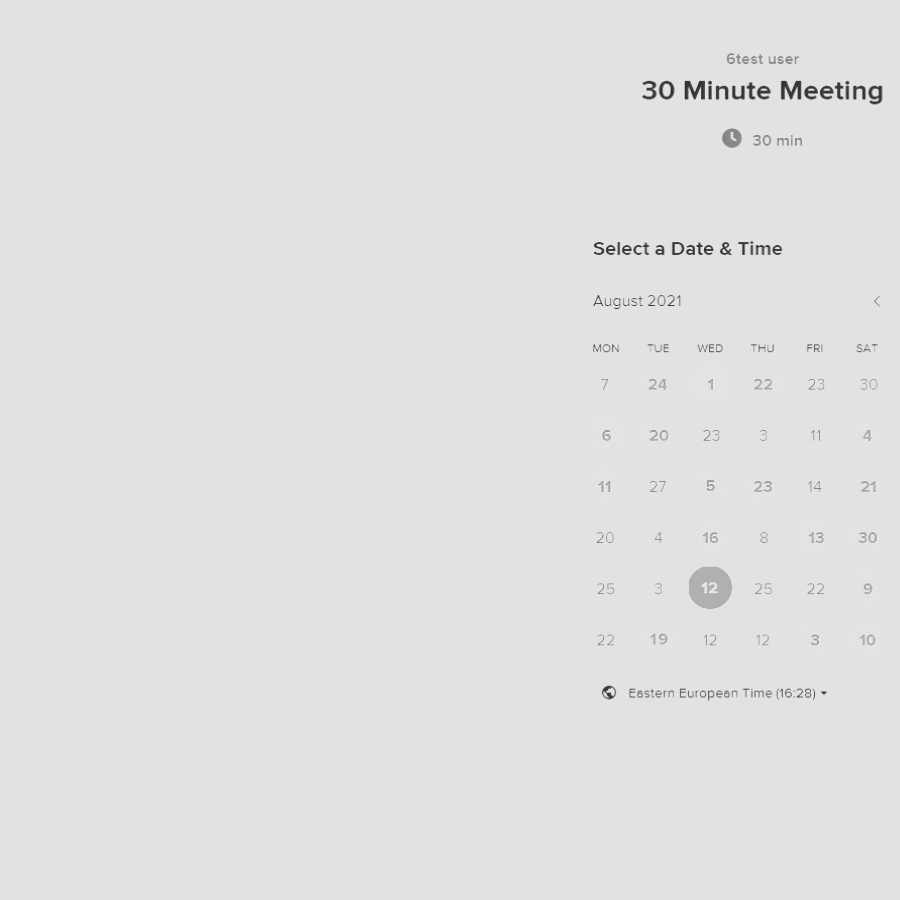 6test user
30 Minute Meeting
30 min
Select a Date & Time
August 2021
MON TUE WED THU FRI SAT
7 24 1 22 23 30
6 20 23 3 11 4
11 27 5 23 14 21
20 4 16 8 13 30
25 3 12 25 22 9
22 19 12 12 3 10
Eastern European Time (16:28)